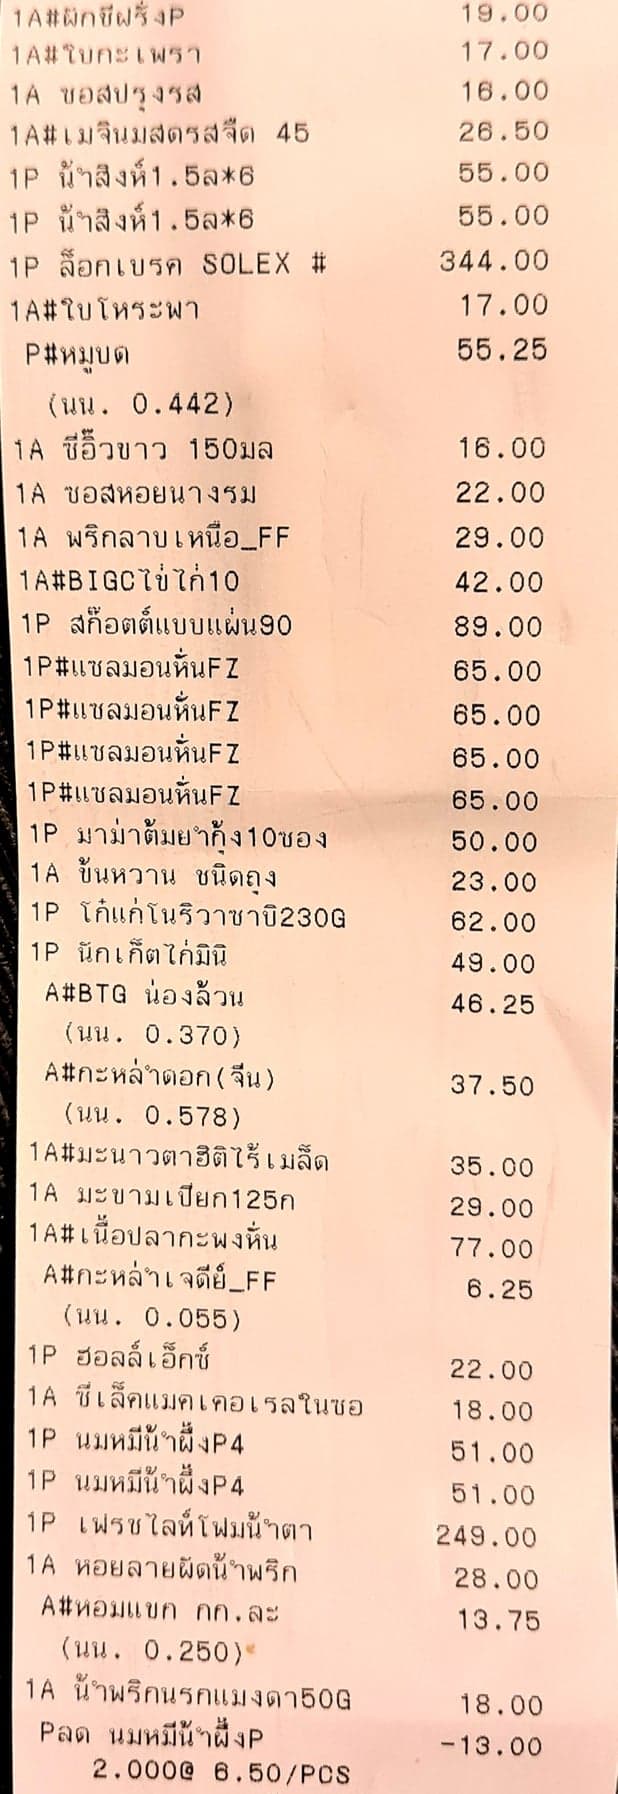 1A#ผักชีฝรั่งP 19.00
1A#ใบกะเพรา 17.00
1A ซอสปรุงรส 16.00
1A#เมจินมสดรสจืด 45 26.50
1P น้ำสิงห์1.5ล*6 55.00
1P น้ำสิงห์1.5ล*6 55.00
1P ล็อกเบรค SOLEX # 344.00
1A#ใบโหระพา 17.00
P#หมูบด 55.25
(นน. 0.442)
1A ซีอิ๊วขาว 150มล 16.00
1A ซอสหอยนางรม 22.00
1A พริกลาบเหนือ_FF 29.00
1A#BIGCไข่ไก่10 42.00
1P สก๊อตต์แบบแผ่น90 89.00
1P#แซลมอนหั่นFZ 65.00
1P#แซลมอนหั่นFZ 65.00
1P#แซลมอนหั่นFZ 65.00
1P#แซลมอนหั่นFZ 65.00
1P มาม่าต้มยำกุ้ง10ซอง 50.00
1A ข้นหวาน ชนิดถุง 23.00
1P โก๋แก่โนริวาซาบิ230G 62.00
1P นักเก็ตไก่มินิ 49.00
A#BTG น่องล้วน 46.25
(นน. 0.370)
A#กะหล่ำดอก(จีน) 37.50
(นน. 0.578)
1A#มะนาวตาฮิติไร้เมล็ด 35.00
1A มะขามเปียก125ก 29.00
1A#เนื้อปลากะพงหั่น 77.00
A#กะหล่ำเจดีย์_FF 6.25
(นน. 0.055)
1P ฮอลล์เอ็กซ์ 22.00
1A ซีเล็คแมคเคอเรลในซอ 18.00
1P นมหมีน้ำผึ้งP4 51.00
1P นมหมีน้ำผึ้งP4 51.00
1P เฟรชไลท์โฟมน้ำตา 249.00
1A หอยลายผัดน้ำพริก 28.00
A#หอมแขก กก.ละ 13.75
(นน. 0.250)
1A น้ำพริกนรกแมงดา50G 18.00
Pลด นมหมีน้ำผึ้งP -13.00
2.000@ 6.50/PCS